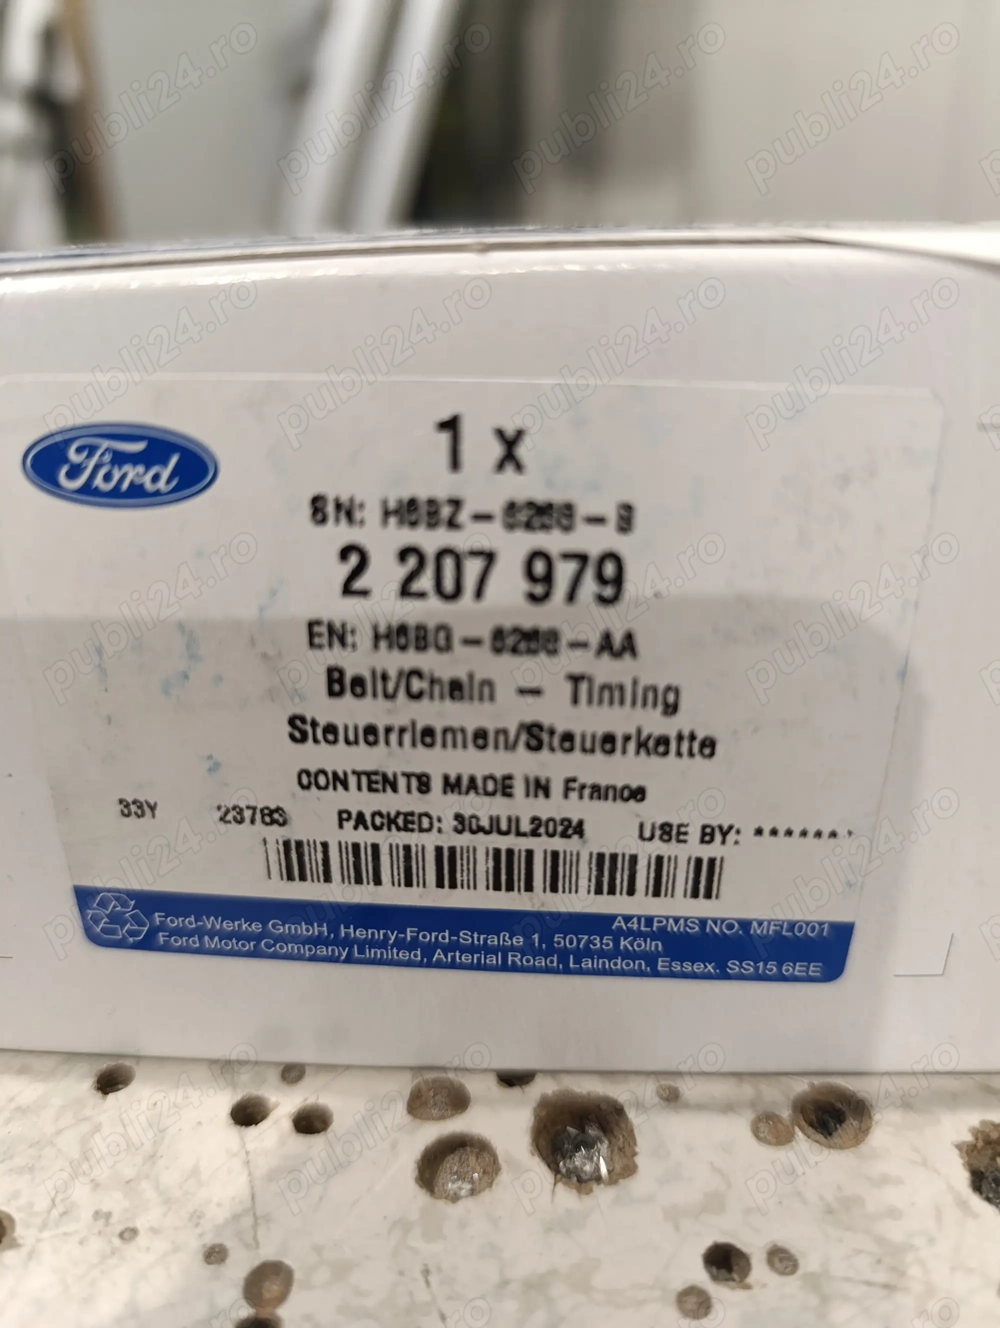 Ford
1 x
SN: H6BZ-6268-B
2 207 979
EN: H6BG-6268-AA
Belt/Chain - Timing
Steuerriemen/Steuerkette
CONTENTS MADE IN France
33Y 23783 PACKED: 30JUL2024 USE BY: *******
A4LPMS NO. MFL001
Ford-Werke GmbH, Henry-Ford-Straße 1, 50735 Köln
Ford Motor Company Limited, Arterial Road, Laindon, Essex. SS15 6EE
publi24.ro